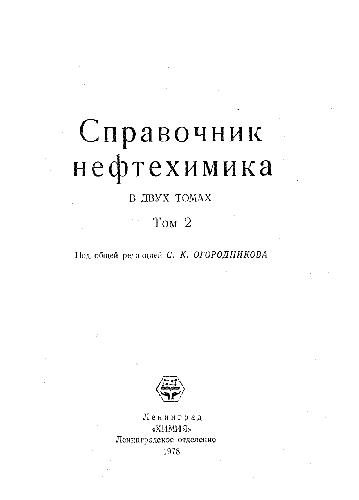 Справочник
нефтехимика
В ДВУХ ТОМАХ
Том 2
Под общей редакцией С. К. ОГОРОДНИКОВА
Ленинград
«ХИМИЯ»
Ленинградское отделение
1978